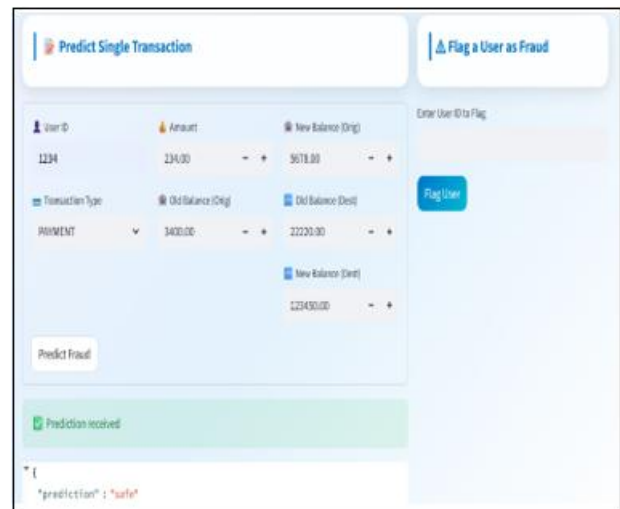 Predict Single Transaction
Flag a User as Fraud
User ID
Amount
New Balance (Orig)
1234
234.00 - +
5678.00 - +
Transaction Type
Old Balance (Orig)
Old Balance (Dest)
PAYMENT
3400.00 - +
22220.00 - +
New Balance (Dest)
123450.00 - +
Predict Fraud
Enter User ID to Flag
Flag User
Prediction received
{
"prediction" : "safe"